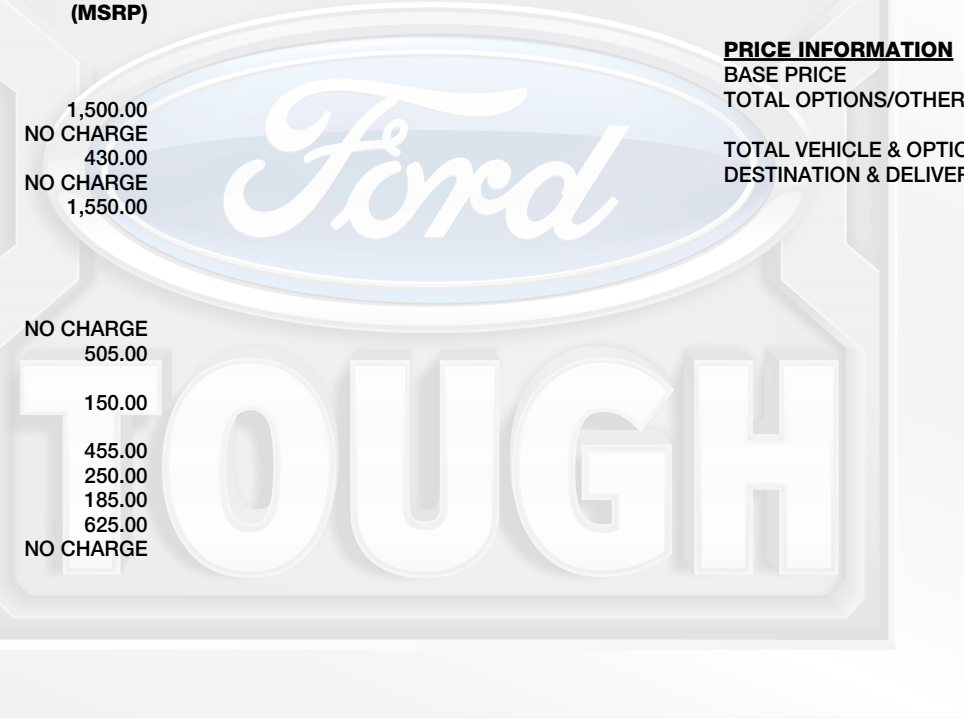 (MSRP)
1,500.00
NO CHARGE
430.00
NO CHARGE
1,550.00
NO CHARGE
505.00
150.00
455.00
250.00
185.00
625.00
NO CHARGE
PRICE INFORMATION
BASE PRICE
TOTAL OPTIONS/OTHER
TOTAL VEHICLE & OPTIO
DESTINATION & DELIVER
Ford
TOUGH